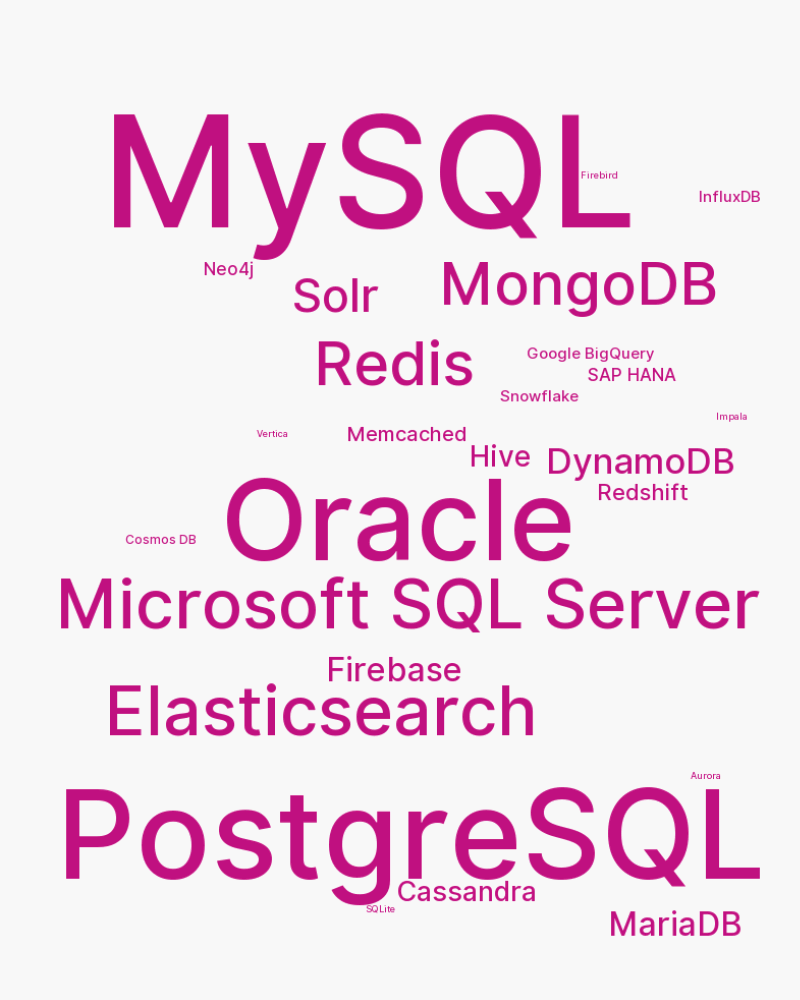 MySQL
Firebird
InfluxDB
Neo4j
MongoDB
Solr
Redis
Google BigQuery
SAP HANA
Snowflake
Impala
Vertica
Memcached
Hive
DynamoDB
Redshift
Oracle
Cosmos DB
Microsoft SQL Server
Firebase
Elasticsearch
Aurora
PostgreSQL
Cassandra
SQLite
MariaDB